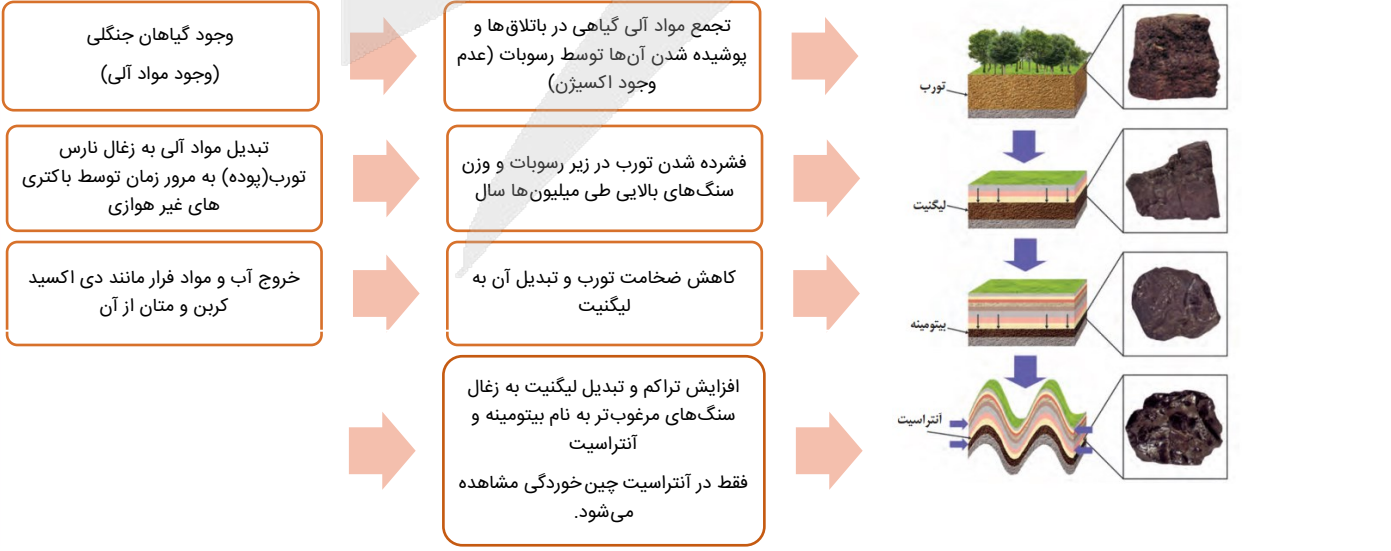 وجود گیاهان جنگلی
(وجود مواد آلی)
تجمع مواد آلی گیاهی در باتلاق‌ها و
پوشیده شدن آن‌ها توسط رسوبات (عدم
وجود اکسیژن)
تبدیل مواد آلی به زغال نارس
تورب(پوده) به مرور زمان توسط باکتری
های غیر هوازی
فشرده شدن تورب در زیر رسوبات و وزن
سنگ‌های بالایی طی میلیون‌ها سال
خروج آب و مواد فرار مانند دی اکسید
کربن و متان از آن
کاهش ضخامت تورب و تبدیل آن به
لیگنیت
افزایش تراکم و تبدیل لیگنیت به زغال
سنگ‌های مرغوب‌تر به نام بیتومینه و
آنتراسیت
فقط در آنتراسیت چین‌خوردگی مشاهده
می‌شود.
تورب
لیگنیت
بیتومینه
آنتراسیت